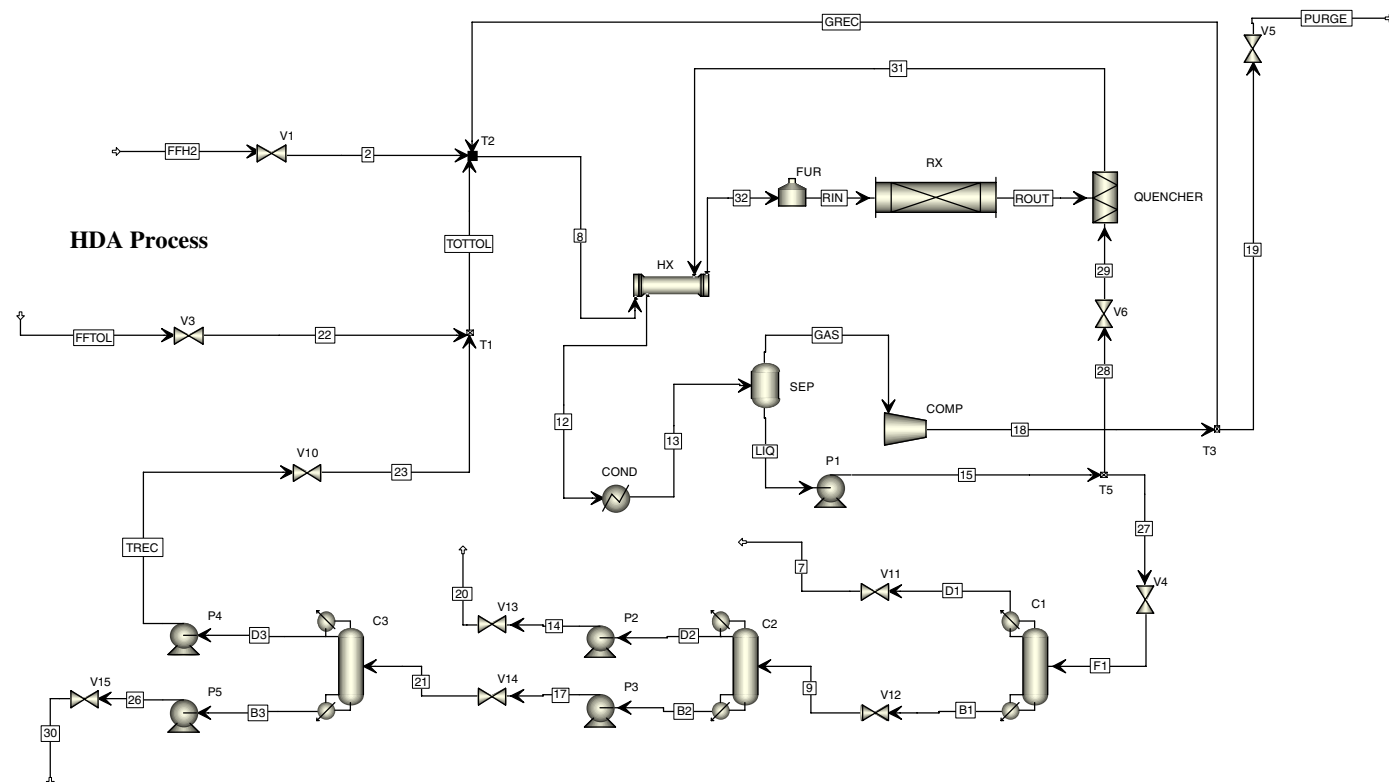 GREC
PURGE
V5
31
V1
T2
FFH2
2
FUR
RX
32
RIN
ROUT
QUENCHER
HDA Process
TOTTOL
8
19
HX
29
V3
V6
FFTOL
22
GAS
T1
28
SEP
COMP
12
13
18
T3
V10
LIQ
COND
P1
23
15
T5
27
TREC
7
V11
D1
V4
20
V13
C1
P4
C3
14
P2
C2
D3
D2
F1
V15
21
V14
9
V12
26
P5
17
P3
B3
B2
B1
30